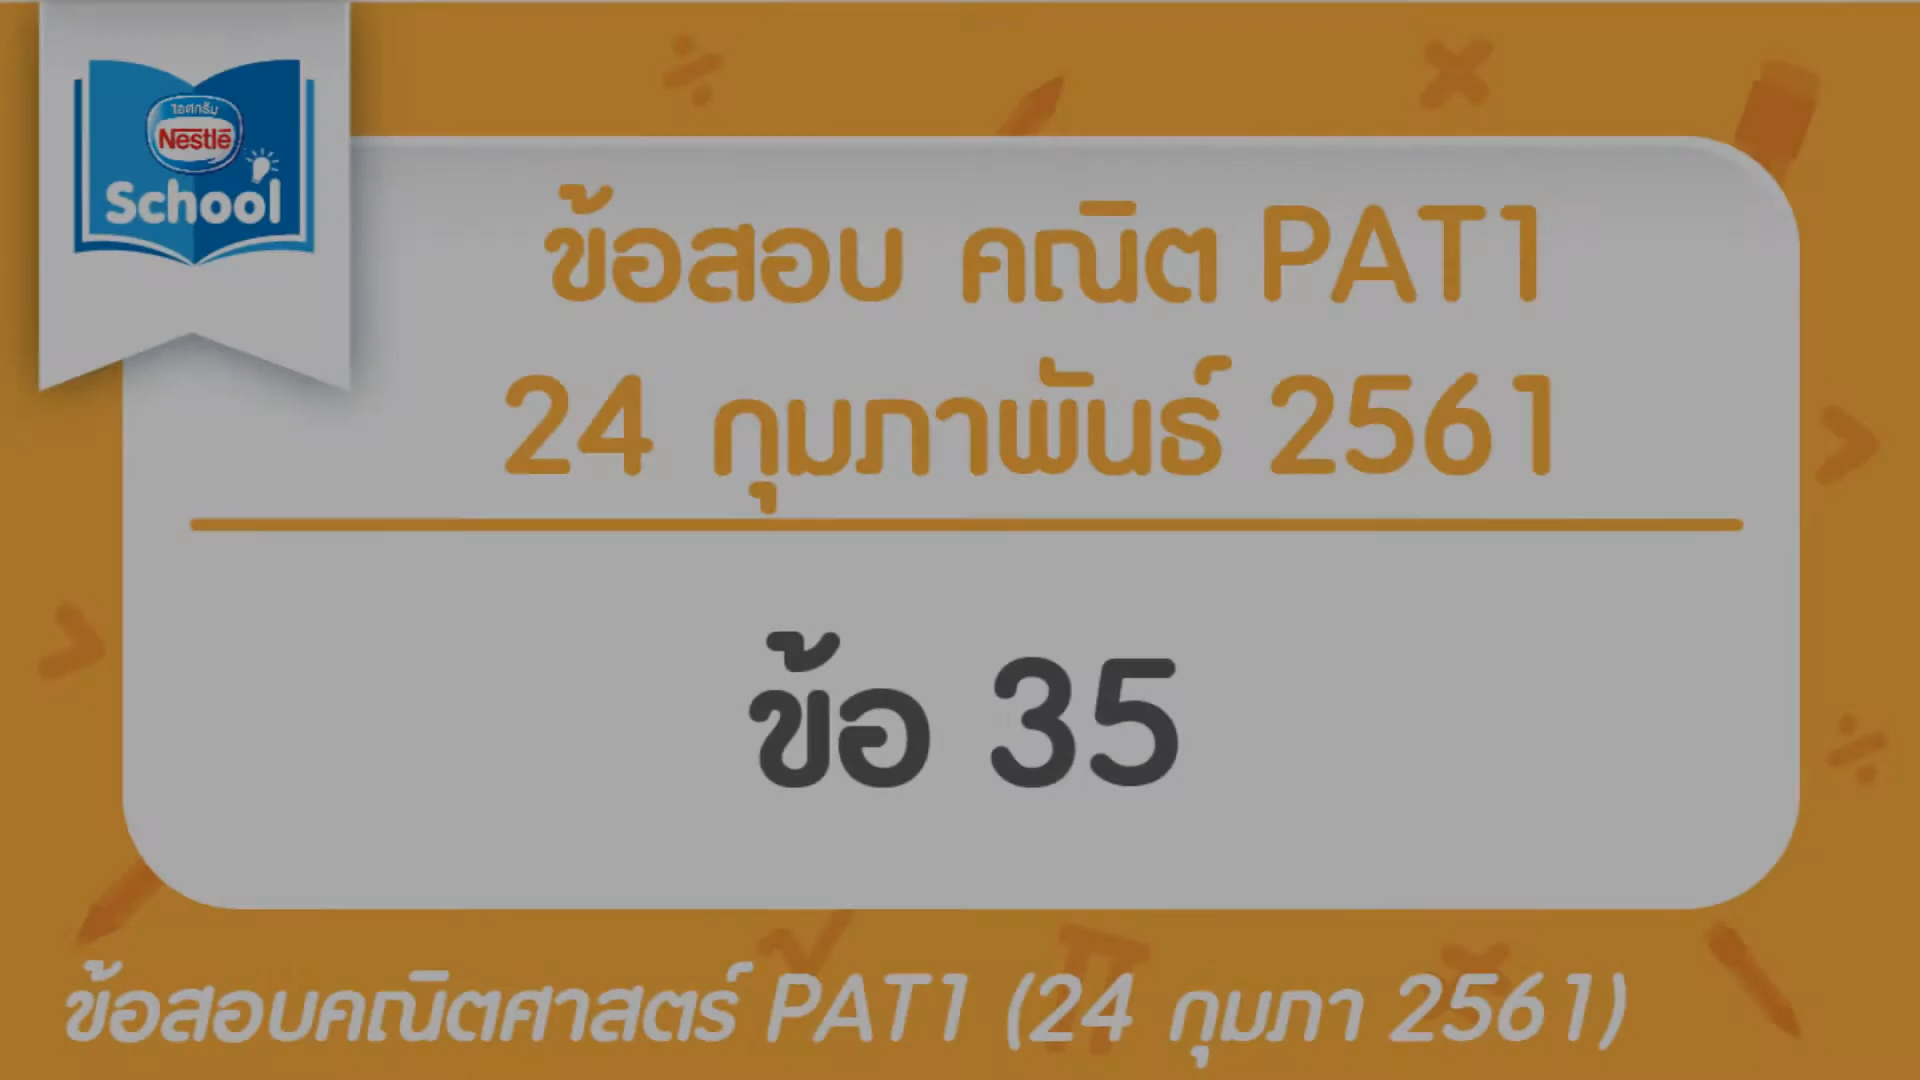 ไอศกรีม
Nestlé
School
ข้อสอบ คณิต PAT1
24 กุมภาพันธ์ 2561
ข้อ 35
ข้อสอบคณิตศาสตร์ PAT1 (24 กุมภา 2561)